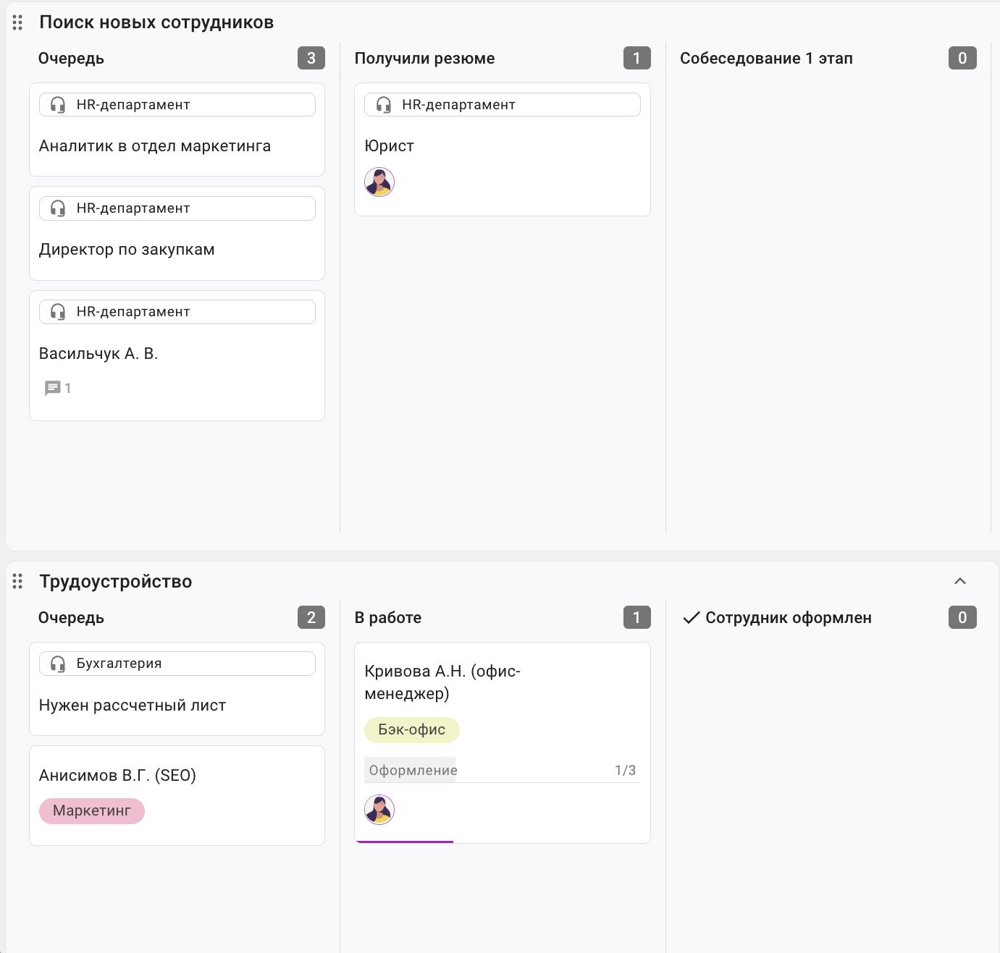 Поиск новых сотрудников
Очередь 3
HR-департамент
Аналитик в отдел маркетинга
HR-департамент
Директор по закупкам
HR-департамент
Васильчук А. В.
1
Получили резюме 1
HR-департамент
Юрист
Собеседование 1 этап 0
Трудоустройство
Очередь 2
Бухгалтерия
Нужен рассчетный лист
Анисимов В.Г. (SEO)
Маркетинг
В работе 1
Кривова А.Н. (офис-
менеджер)
Бэк-офис
Оформление 1/3
Сотрудник оформлен 0